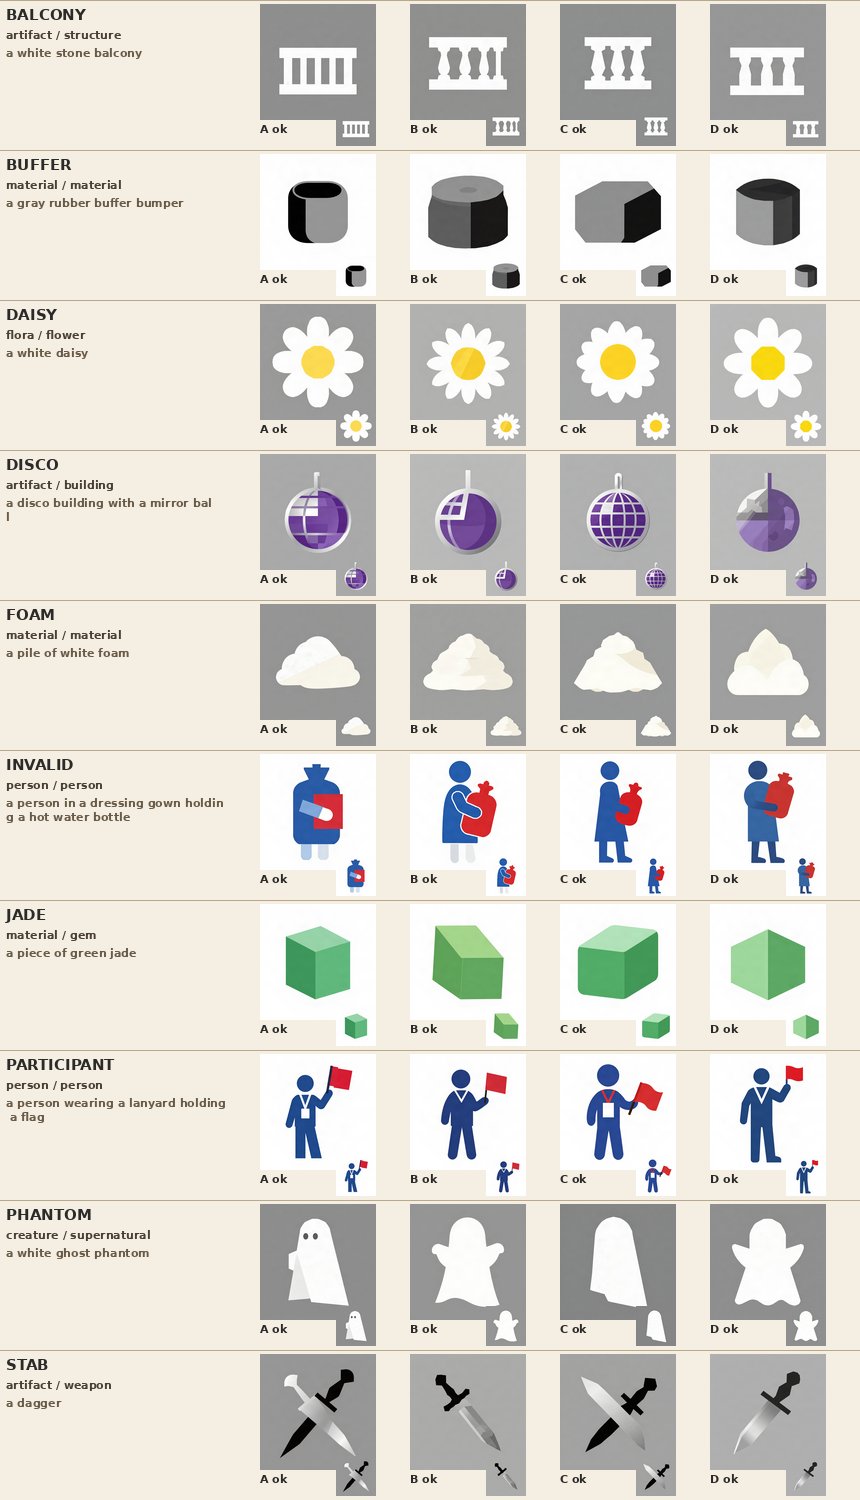 BALCONY
artifact / structure
a white stone balcony
A ok
B ok
C ok
D ok
BUFFER
material / material
a gray rubber buffer bumper
A ok
B ok
C ok
D ok
DAISY
flora / flower
a white daisy
A ok
B ok
C ok
D ok
DISCO
artifact / building
a disco building with a mirror bal
l
A ok
B ok
C ok
D ok
FOAM
material / material
a pile of white foam
A ok
B ok
C ok
D ok
INVALID
person / person
a person in a dressing gown holdin
g a hot water bottle
A ok
B ok
C ok
D ok
JADE
material / gem
a piece of green jade
A ok
B ok
C ok
D ok
PARTICIPANT
person / person
a person wearing a lanyard holding
a flag
A ok
B ok
C ok
D ok
PHANTOM
creature / supernatural
a white ghost phantom
A ok
B ok
C ok
D ok
STAB
artifact / weapon
a dagger
A ok
B ok
C ok
D ok